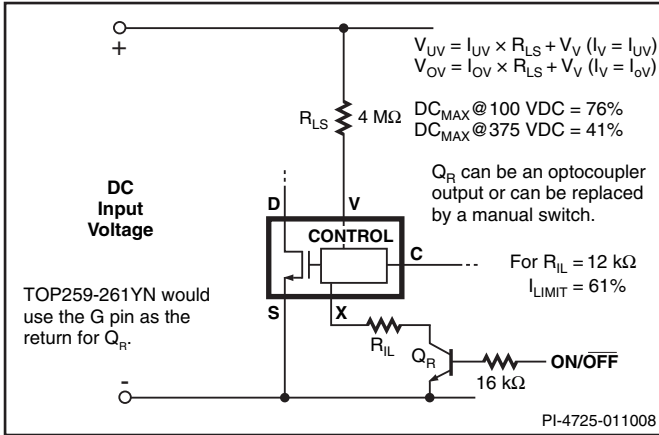 +
V_UV = I_UV × R_LS + V_V (I_V = I_UV)
V_OV = I_OV × R_LS + V_V (I_V = I_oV)
R_LS 4 MΩ
DC_MAX@100 VDC = 76%
DC_MAX@375 VDC = 41%
Q_R can be an optocoupler
output or can be replaced
by a manual switch.
DC
Input
Voltage
D
V
CONTROL
C
For R_IL = 12 kΩ
I_LIMIT = 61%
TOP259-261YN would
use the G pin as the
return for Q_R.
S
X
R_IL
Q_R
16 kΩ
ON/O̅F̅F̅
-
PI-4725-011008